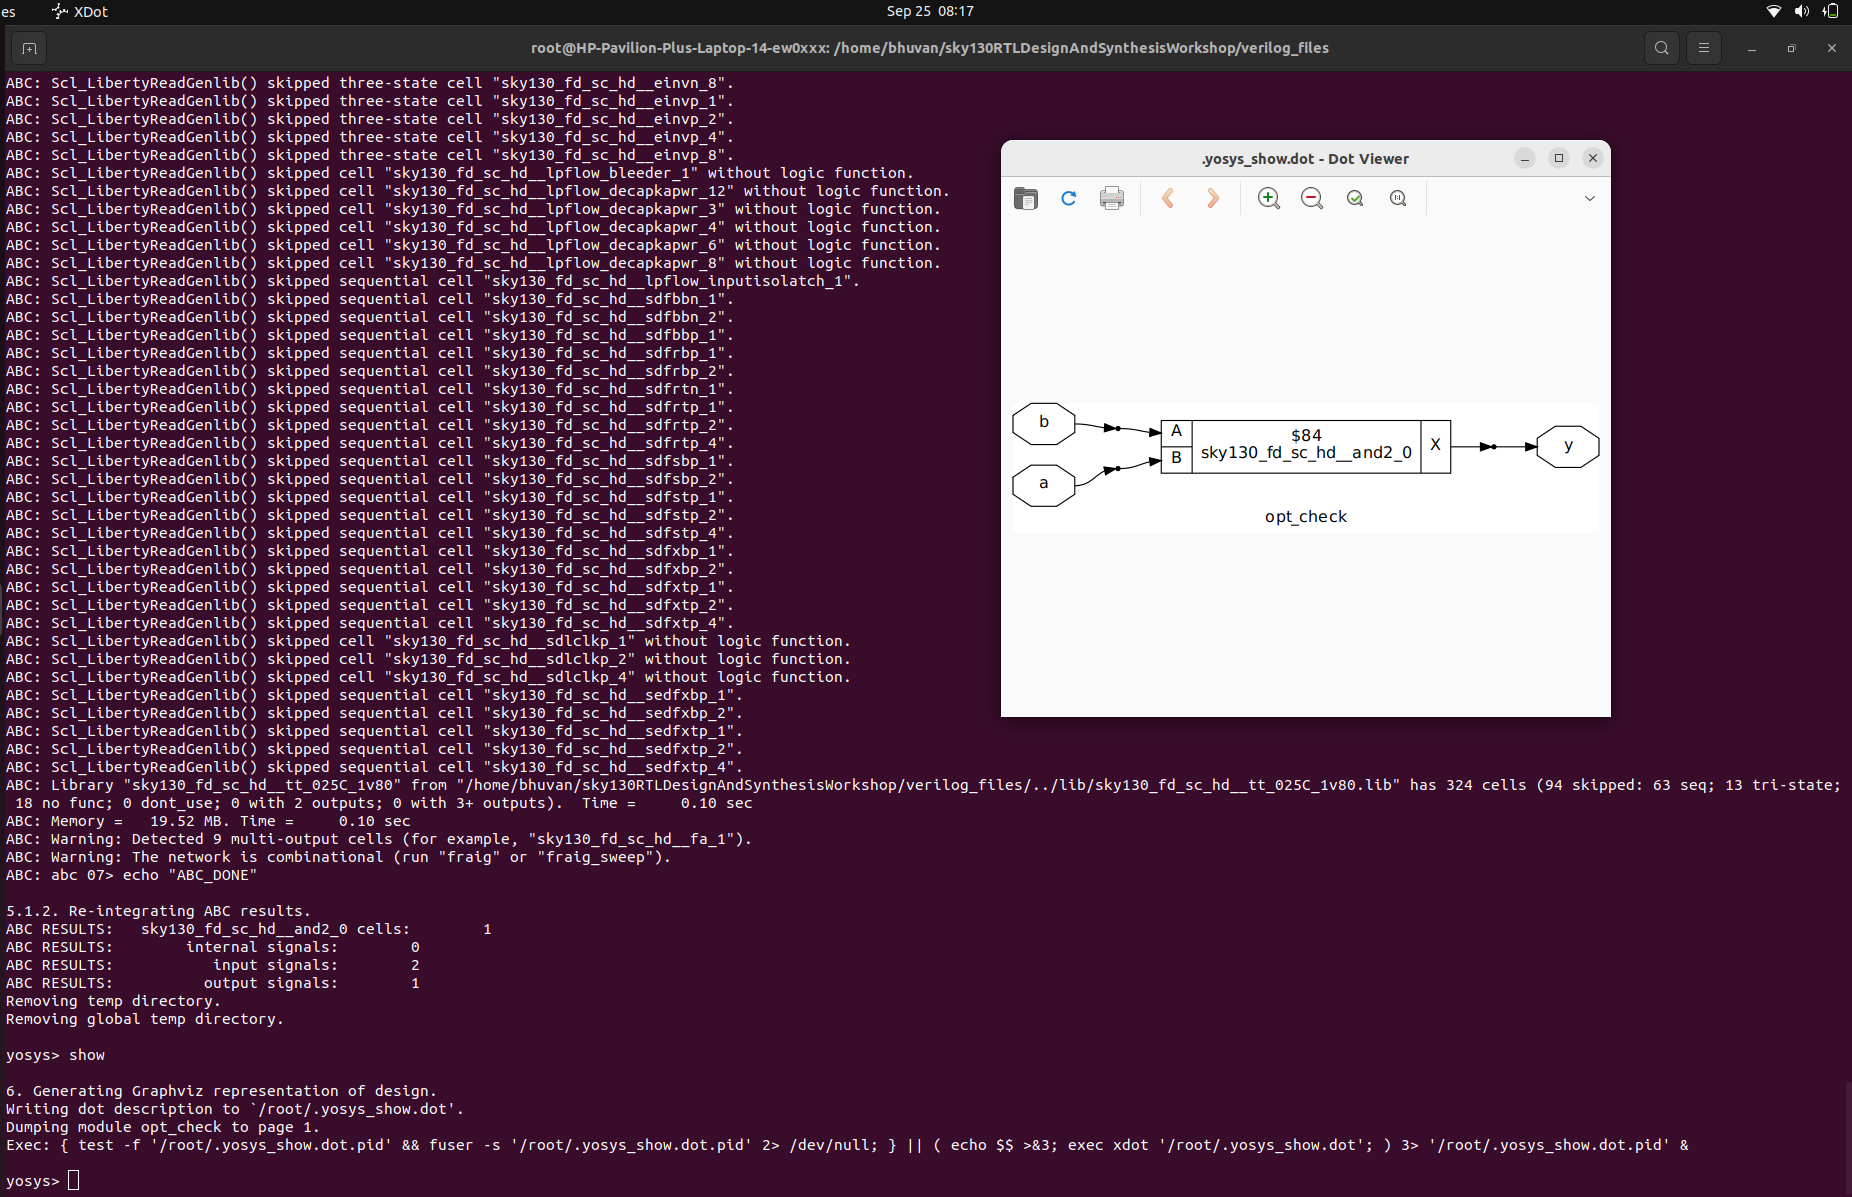 es XDot Sep 25 08:17
root@HP-Pavilion-Plus-Laptop-14-ew0xxx: /home/bhuvan/sky130RTLDesignAndSynthesisWorkshop/verilog_files
ABC: Scl_LibertyReadGenlib() skipped three-state cell "sky130_fd_sc_hd__einvn_8".
ABC: Scl_LibertyReadGenlib() skipped three-state cell "sky130_fd_sc_hd__einvp_1".
ABC: Scl_LibertyReadGenlib() skipped three-state cell "sky130_fd_sc_hd__einvp_2".
ABC: Scl_LibertyReadGenlib() skipped three-state cell "sky130_fd_sc_hd__einvp_4".
ABC: Scl_LibertyReadGenlib() skipped three-state cell "sky130_fd_sc_hd__einvp_8".
ABC: Scl_LibertyReadGenlib() skipped cell "sky130_fd_sc_hd__lpflow_bleeder_1" without logic function.
ABC: Scl_LibertyReadGenlib() skipped cell "sky130_fd_sc_hd__lpflow_decapkapwr_12" without logic function.
ABC: Scl_LibertyReadGenlib() skipped cell "sky130_fd_sc_hd__lpflow_decapkapwr_3" without logic function.
ABC: Scl_LibertyReadGenlib() skipped cell "sky130_fd_sc_hd__lpflow_decapkapwr_4" without logic function.
ABC: Scl_LibertyReadGenlib() skipped cell "sky130_fd_sc_hd__lpflow_decapkapwr_6" without logic function.
ABC: Scl_LibertyReadGenlib() skipped cell "sky130_fd_sc_hd__lpflow_decapkapwr_8" without logic function.
ABC: Scl_LibertyReadGenlib() skipped sequential cell "sky130_fd_sc_hd__lpflow_inputisolatch_1".
ABC: Scl_LibertyReadGenlib() skipped sequential cell "sky130_fd_sc_hd__sdfbbn_1".
ABC: Scl_LibertyReadGenlib() skipped sequential cell "sky130_fd_sc_hd__sdfbbn_2".
ABC: Scl_LibertyReadGenlib() skipped sequential cell "sky130_fd_sc_hd__sdfbbp_1".
ABC: Scl_LibertyReadGenlib() skipped sequential cell "sky130_fd_sc_hd__sdfrbp_1".
ABC: Scl_LibertyReadGenlib() skipped sequential cell "sky130_fd_sc_hd__sdfrbp_2".
ABC: Scl_LibertyReadGenlib() skipped sequential cell "sky130_fd_sc_hd__sdfrtn_1".
ABC: Scl_LibertyReadGenlib() skipped sequential cell "sky130_fd_sc_hd__sdfrtp_1".
ABC: Scl_LibertyReadGenlib() skipped sequential cell "sky130_fd_sc_hd__sdfrtp_2".
ABC: Scl_LibertyReadGenlib() skipped sequential cell "sky130_fd_sc_hd__sdfrtp_4".
ABC: Scl_LibertyReadGenlib() skipped sequential cell "sky130_fd_sc_hd__sdfsbp_1".
ABC: Scl_LibertyReadGenlib() skipped sequential cell "sky130_fd_sc_hd__sdfsbp_2".
ABC: Scl_LibertyReadGenlib() skipped sequential cell "sky130_fd_sc_hd__sdfstp_1".
ABC: Scl_LibertyReadGenlib() skipped sequential cell "sky130_fd_sc_hd__sdfstp_2".
ABC: Scl_LibertyReadGenlib() skipped sequential cell "sky130_fd_sc_hd__sdfstp_4".
ABC: Scl_LibertyReadGenlib() skipped sequential cell "sky130_fd_sc_hd__sdfxbp_1".
ABC: Scl_LibertyReadGenlib() skipped sequential cell "sky130_fd_sc_hd__sdfxbp_2".
ABC: Scl_LibertyReadGenlib() skipped sequential cell "sky130_fd_sc_hd__sdfxtp_1".
ABC: Scl_LibertyReadGenlib() skipped sequential cell "sky130_fd_sc_hd__sdfxtp_2".
ABC: Scl_LibertyReadGenlib() skipped sequential cell "sky130_fd_sc_hd__sdfxtp_4".
ABC: Scl_LibertyReadGenlib() skipped cell "sky130_fd_sc_hd__sdlclkp_1" without logic function.
ABC: Scl_LibertyReadGenlib() skipped cell "sky130_fd_sc_hd__sdlclkp_2" without logic function.
ABC: Scl_LibertyReadGenlib() skipped cell "sky130_fd_sc_hd__sdlclkp_4" without logic function.
ABC: Scl_LibertyReadGenlib() skipped sequential cell "sky130_fd_sc_hd__sedfxbp_1".
ABC: Scl_LibertyReadGenlib() skipped sequential cell "sky130_fd_sc_hd__sedfxbp_2".
ABC: Scl_LibertyReadGenlib() skipped sequential cell "sky130_fd_sc_hd__sedfxtp_1".
ABC: Scl_LibertyReadGenlib() skipped sequential cell "sky130_fd_sc_hd__sedfxtp_2".
ABC: Scl_LibertyReadGenlib() skipped sequential cell "sky130_fd_sc_hd__sedfxtp_4".
ABC: Library "sky130_fd_sc_hd__tt_025C_1v80" from "/home/bhuvan/sky130RTLDesignAndSynthesisWorkshop/verilog_files/../lib/sky130_fd_sc_hd__tt_025C_1v80.lib" has 324 cells (94 skipped: 63 seq; 13 tri-state;
18 no func; 0 dont_use; 0 with 2 outputs; 0 with 3+ outputs). Time = 0.10 sec
ABC: Memory = 19.52 MB. Time = 0.10 sec
ABC: Warning: Detected 9 multi-output cells (for example, "sky130_fd_sc_hd__fa_1").
ABC: Warning: The network is combinational (run "fraig" or "fraig_sweep").
ABC: abc 07> echo "ABC_DONE"
5.1.2. Re-integrating ABC results.
ABC RESULTS: sky130_fd_sc_hd__and2_0 cells: 1
ABC RESULTS: internal signals: 0
ABC RESULTS: input signals: 2
ABC RESULTS: output signals: 1
Removing temp directory.
Removing global temp directory.
yosys> show
6. Generating Graphviz representation of design.
Writing dot description to `/root/.yosys_show.dot'.
Dumping module opt_check to page 1.
Exec: { test -f '/root/.yosys_show.dot.pid' && fuser -s '/root/.yosys_show.dot.pid' 2> /dev/null; } || ( echo $$ >&3; exec xdot '/root/.yosys_show.dot'; ) 3> '/root/.yosys_show.dot.pid' &
yosys>
.yosys_show.dot - Dot Viewer
b
a
A
B
$84
sky130_fd_sc_hd__and2_0
X
y
opt_check